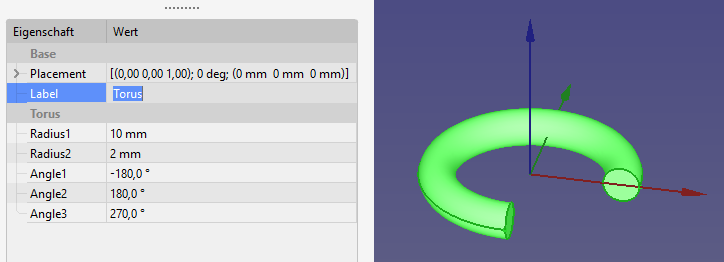 Eigenschaft Wert
Base
Placement [(0,00 0,00 1,00); 0 deg; (0 mm 0 mm 0 mm)]
Label Torus
Torus
Radius1 10 mm
Radius2 2 mm
Angle1 -180,0 °
Angle2 180,0 °
Angle3 270,0 °